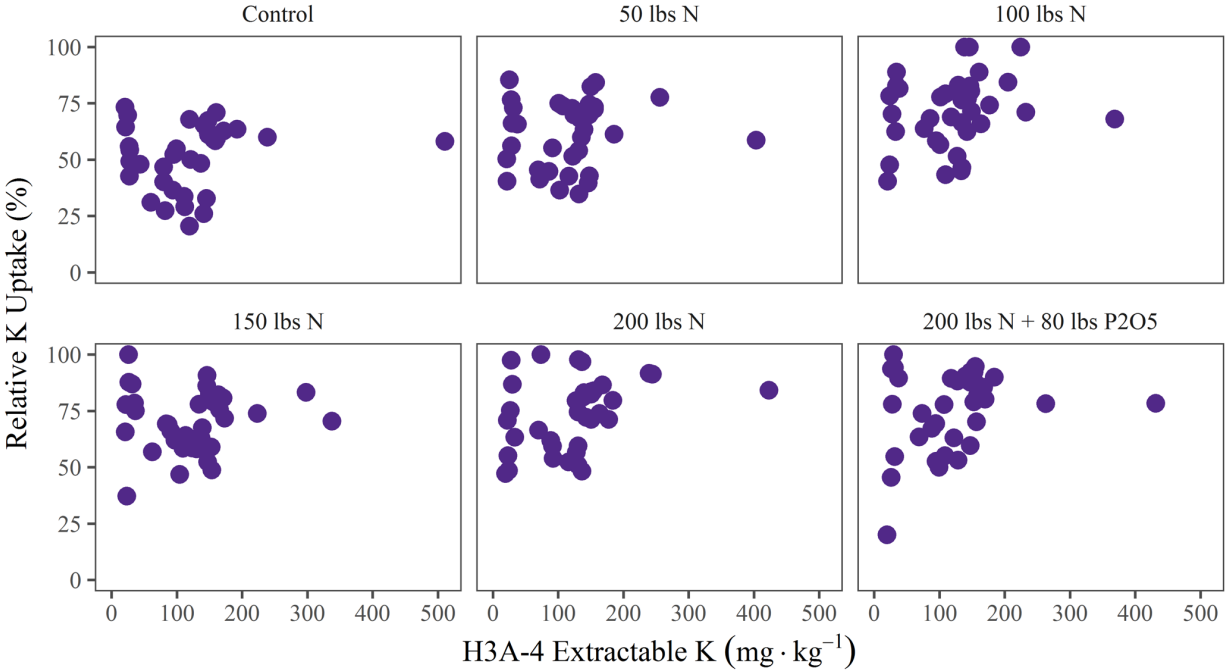 Control
50 lbs N
100 lbs N
100
75
50
25
0
Relative K Uptake (%)
150 lbs N
200 lbs N
200 lbs N + 80 lbs P2O5
100
75
50
25
0
0 100 200 300 400 500
0 100 200 300 400 500
0 100 200 300 400 500
H3A-4 Extractable K (mg · kg⁻¹)